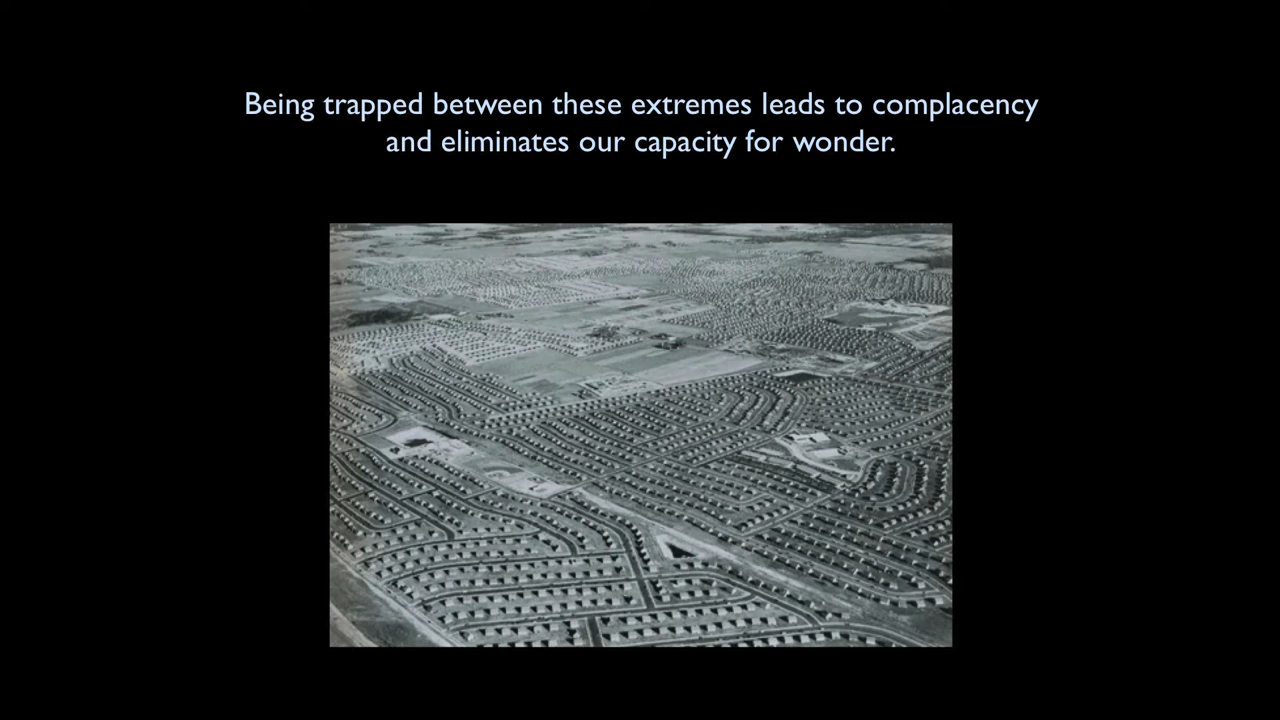 Being trapped between these extremes leads to complacency
and eliminates our capacity for wonder.